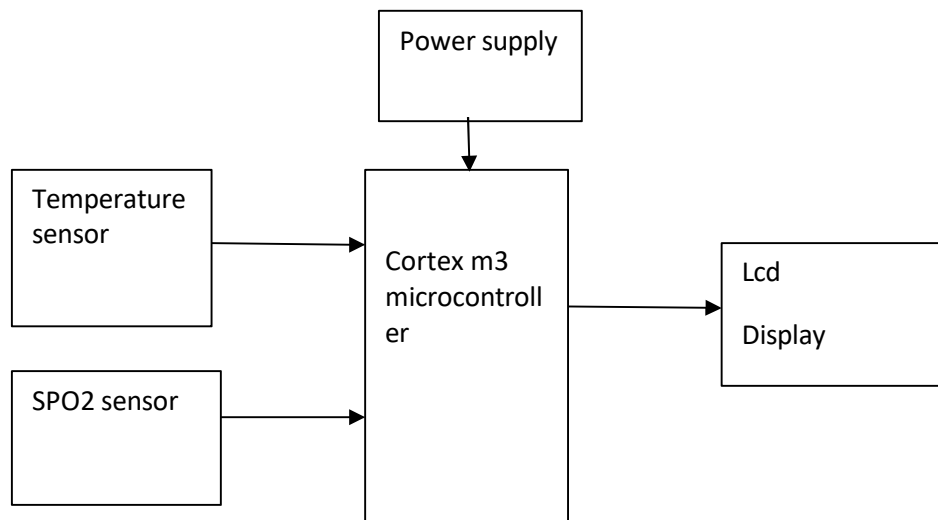 Power supply
Temperature
sensor
Cortex m3
microcontroll
er
Lcd
Display
SPO2 sensor